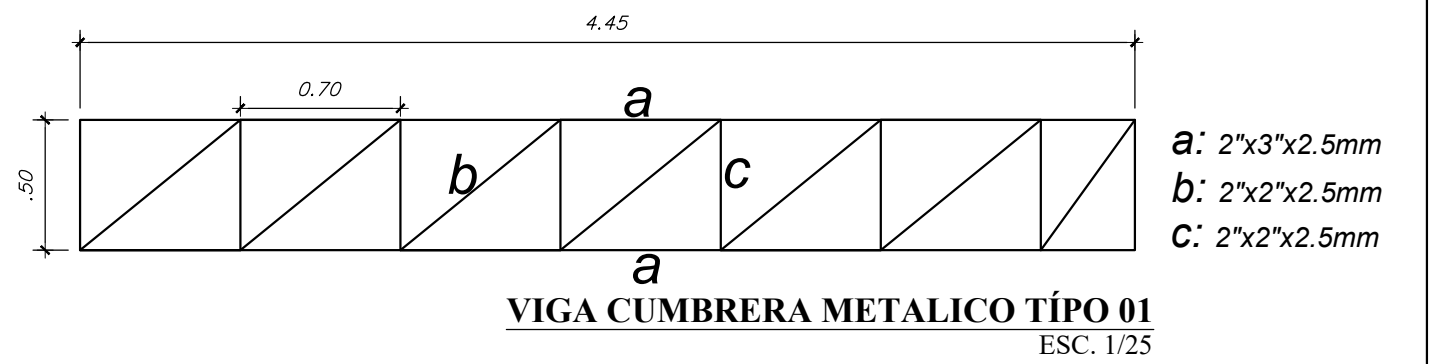 4.45
0.70
a
.50
b
c
a
a: 2"x3"x2.5mm
b: 2"x2"x2.5mm
c: 2"x2"x2.5mm
VIGA CUMBRERA METALICO TÍPO 01
ESC. 1/25